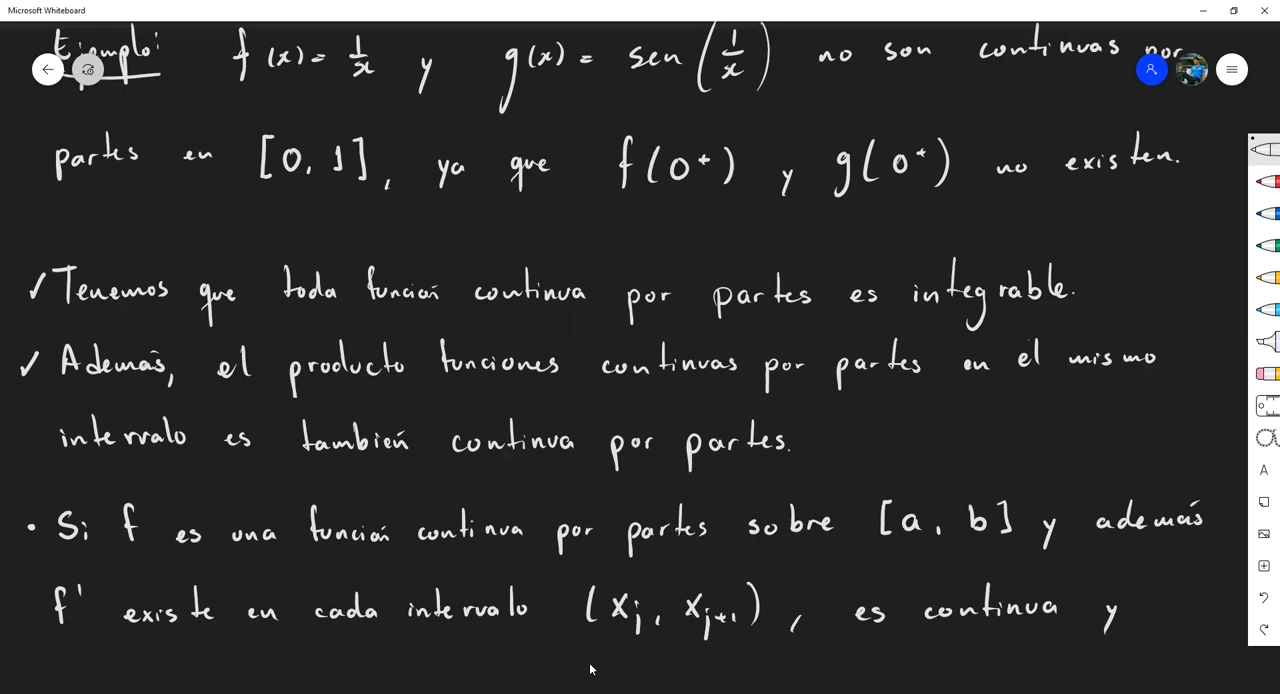 Microsoft Whiteboard
Ejemplo: f(x) = 1/x y g(x) = sen(1/x) no son continuas por
partes en [0, 1], ya que f(0⁺) y g(0⁺) no existen.
✓ Tenemos que toda función continua por partes es integrable.
✓ Además, el producto funciones continuas por partes en el mismo
intervalo es también continua por partes.
• Si f es una función continua por partes sobre [a, b] y además
f' existe en cada intervalo (xⱼ, xⱼ₊₁), es continua y
A